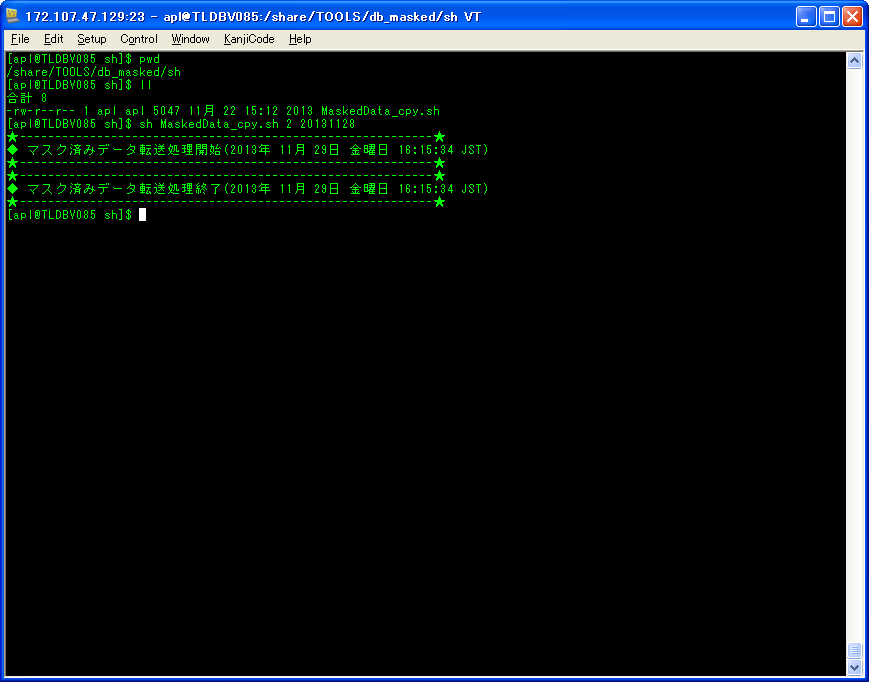 172.107.47.129:23 - apl@TLDBV085:/share/TOOLS/db_masked/sh VT
File Edit Setup Control Window KanjiCode Help
[apl@TLDBV085 sh]$ pwd
/share/TOOLS/db_masked/sh
[apl@TLDBV085 sh]$ ll
合計 8
-rw-r--r-- 1 apl apl 5047 11月 22 15:12 2013 MaskedData_cpy.sh
[apl@TLDBV085 sh]$ sh MaskedData_cpy.sh 2 20131128
★-----------------------------------------------------------★
◆ マスク済みデータ転送処理開始(2013年 11月 29日 金曜日 16:15:34 JST)
★-----------------------------------------------------------★
★-----------------------------------------------------------★
◆ マスク済みデータ転送処理終了(2013年 11月 29日 金曜日 16:15:34 JST)
★-----------------------------------------------------------★
[apl@TLDBV085 sh]$